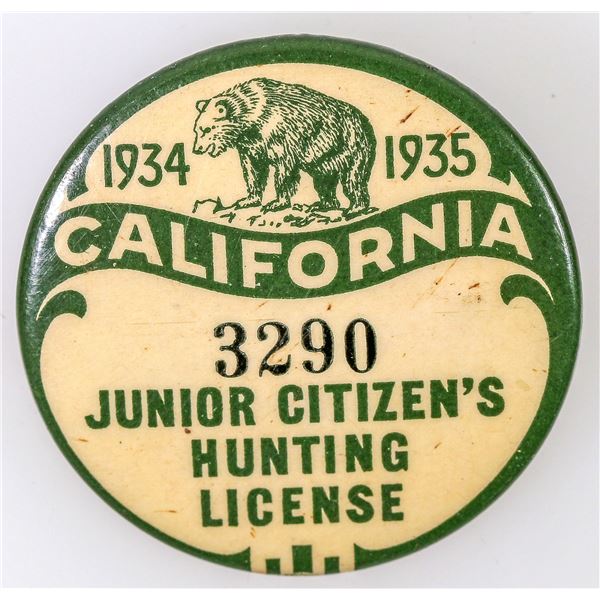 1934 1935
CALIFORNIA
3290
JUNIOR CITIZEN'S
HUNTING
LICENSE